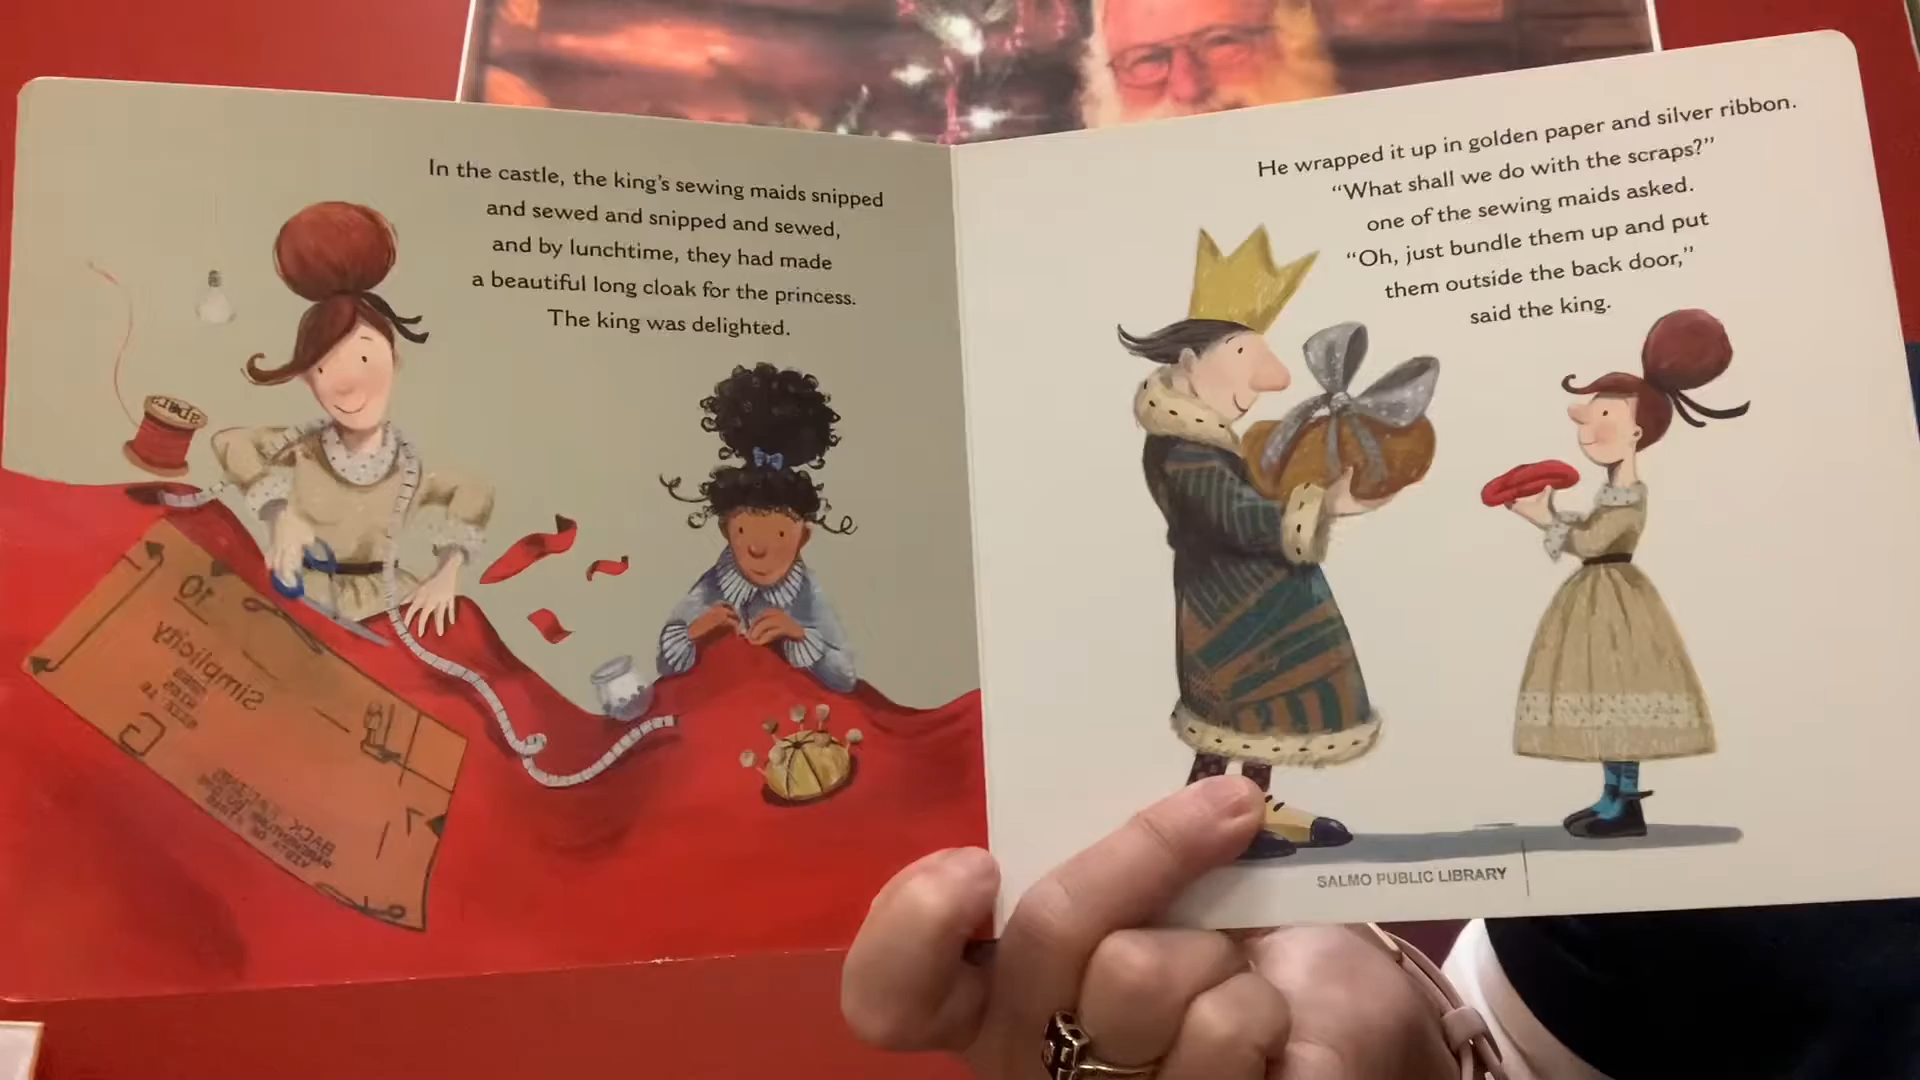 In the castle, the king's sewing maids snipped
and sewed and snipped and sewed,
and by lunchtime, they had made
a beautiful long cloak for the princess.
The king was delighted.
He wrapped it up in golden paper and silver ribbon.
“What shall we do with the scraps?”
one of the sewing maids asked.
“Oh, just bundle them up and put
them outside the back door,”
said the king.
10
Simplicity
G
BACK
SALMO PUBLIC LIBRARY